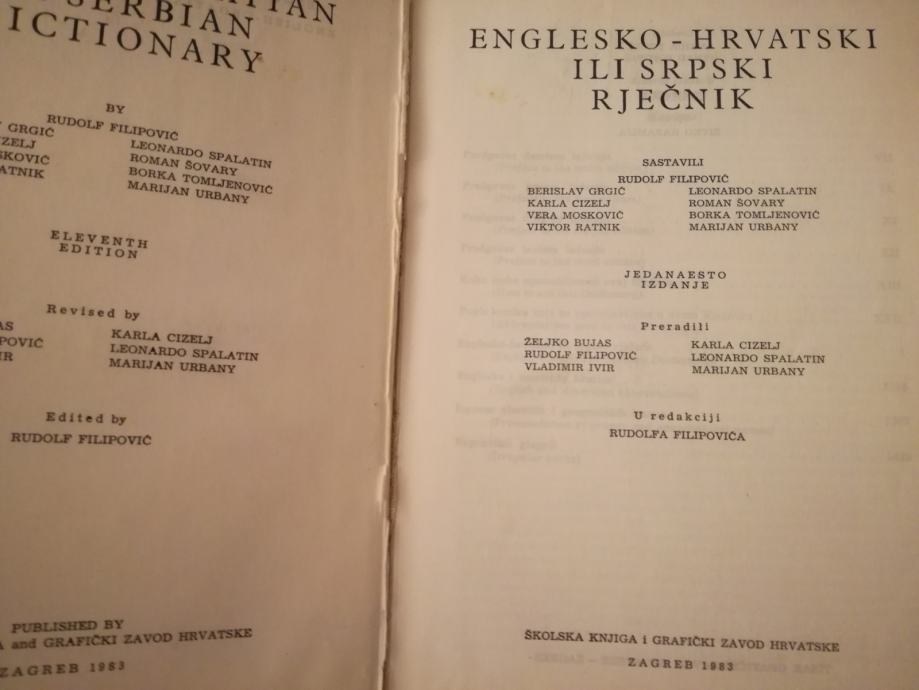 SERBIAN
ICTIONARY
BY
RUDOLF FILIPOVIĆ
GRGIĆ
LEONARDO SPALATIN
ROMAN ŠOVARY
BORKA TOMLJENOVIĆ
MARIJAN URBANY
ELEVENTH
EDITION
Revised by
KARLA CIZELJ
LEONARDO SPALATIN
MARIJAN URBANY
Edited by
RUDOLF FILIPOVIĆ
PUBLISHED BY
and GRAFIČKI ZAVOD HRVATSKE
ZAGREB 1983
ENGLESKO - HRVATSKI
ILI SRPSKI
RJEČNIK
SASTAVILI
RUDOLF FILIPOVIĆ
BERISLAV GRGIĆ LEONARDO SPALATIN
KARLA CIZELJ ROMAN ŠOVARY
VERA MOSKOVIĆ BORKA TOMLJENOVIĆ
VIKTOR RATNIK MARIJAN URBANY
JEDANAESTO
IZDANJE
Preradili
ŽELJKO BUJAS KARLA CIZELJ
RUDOLF FILIPOVIĆ LEONARDO SPALATIN
VLADIMIR IVIR MARIJAN URBANY
U redakciji
RUDOLFA FILIPOVIĆA
ŠKOLSKA KNJIGA i GRAFIČKI ZAVOD HRVATSKE
ZAGREB 1983